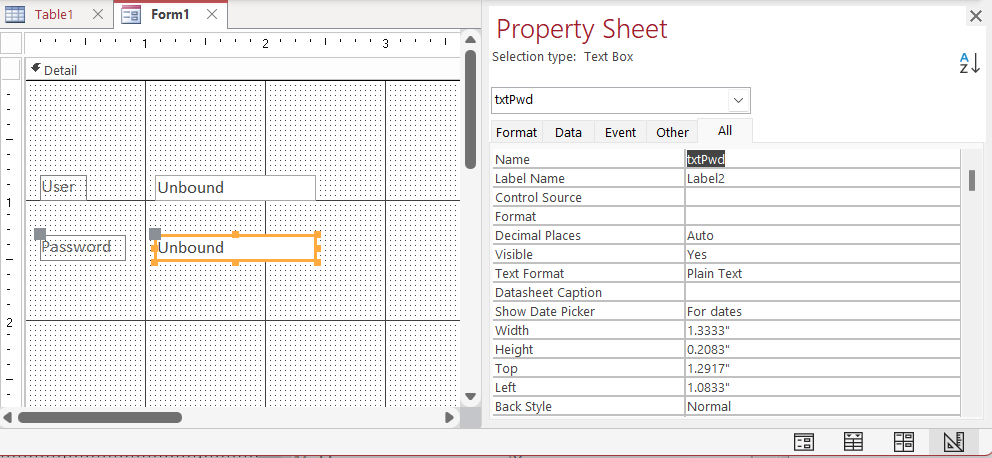 Table1 Form1
1 2 3
Detail
User Unbound
1
Password Unbound
2
Property Sheet
Selection type: Text Box
A
Z
txtPwd
Format Data Event Other All
Name txtPwd
Label Name Label2
Control Source
Format
Decimal Places Auto
Visible Yes
Text Format Plain Text
Datasheet Caption
Show Date Picker For dates
Width 1.3333"
Height 0.2083"
Top 1.2917"
Left 1.0833"
Back Style Normal